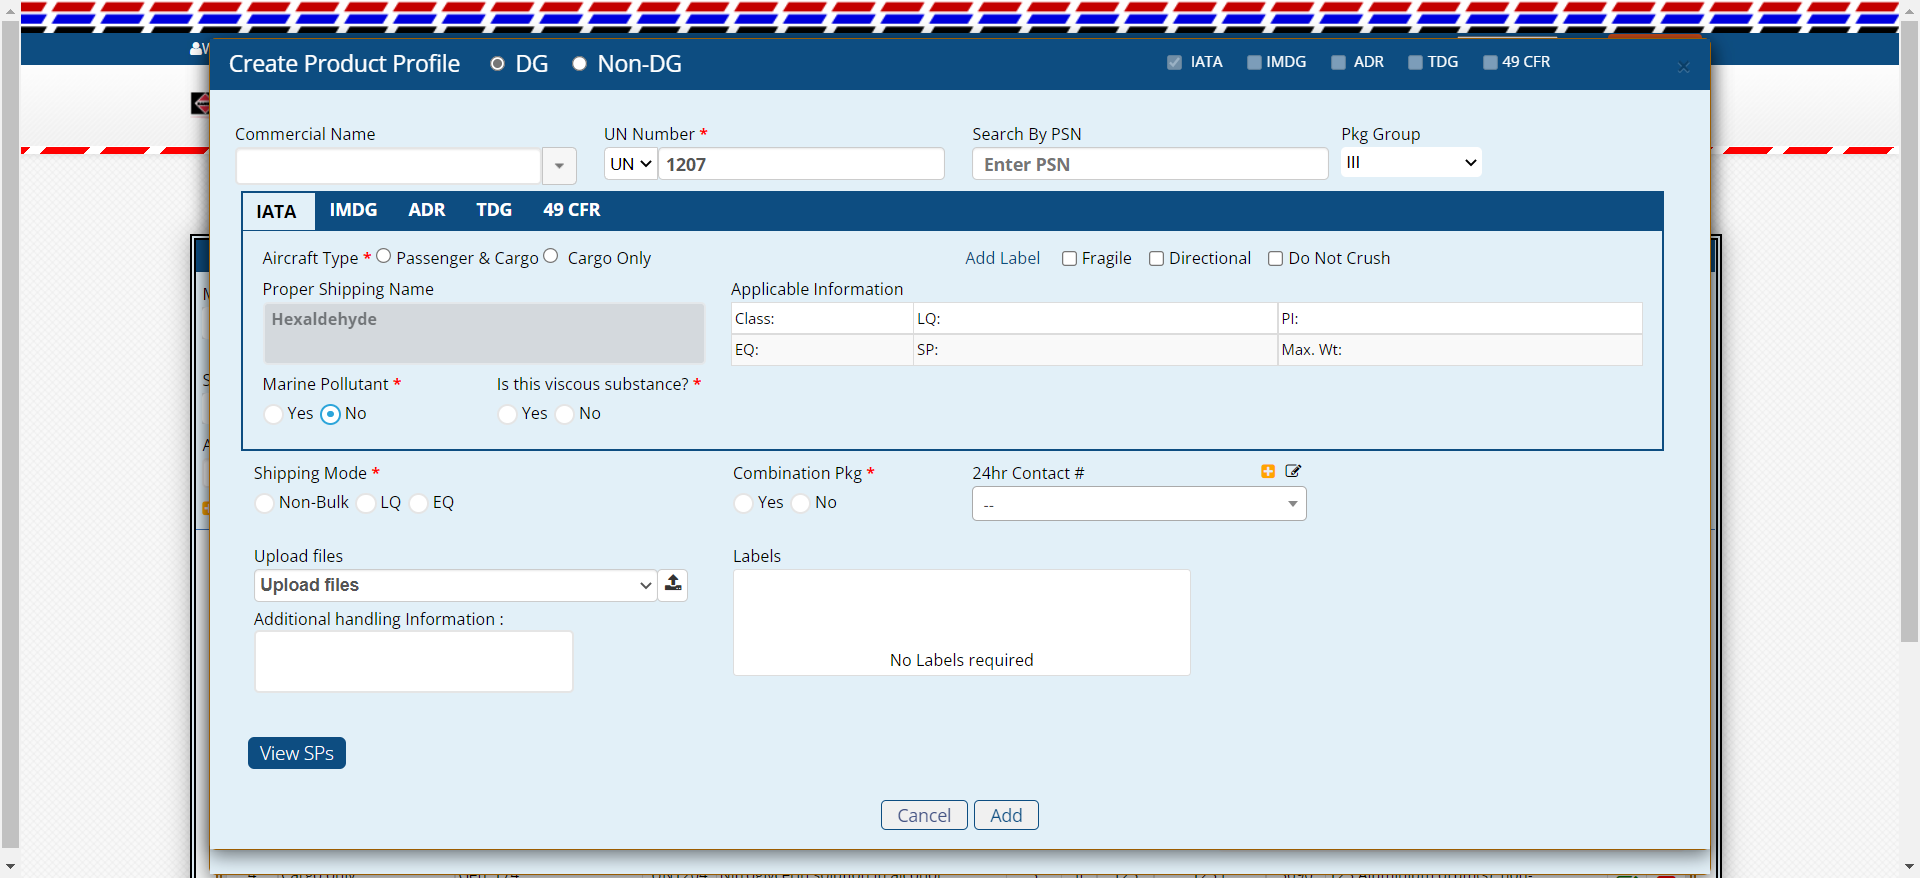 Create Product Profile DG Non-DG IATA IMDG ADR TDG 49 CFR ×
Commercial Name UN Number * Search By PSN Pkg Group
UN 1207 Enter PSN III
IATA IMDG ADR TDG 49 CFR
Aircraft Type * Passenger & Cargo Cargo Only Add Label Fragile Directional Do Not Crush
Proper Shipping Name Applicable Information
Hexaldehyde Class: LQ: PI:
EQ: SP: Max. Wt:
Marine Pollutant * Is this viscous substance? *
Yes No Yes No
Shipping Mode * Combination Pkg * 24hr Contact #
Non-Bulk LQ EQ Yes No --
Upload files Labels
Upload files
Additional handling Information :
No Labels required
View SPs
Cancel Add